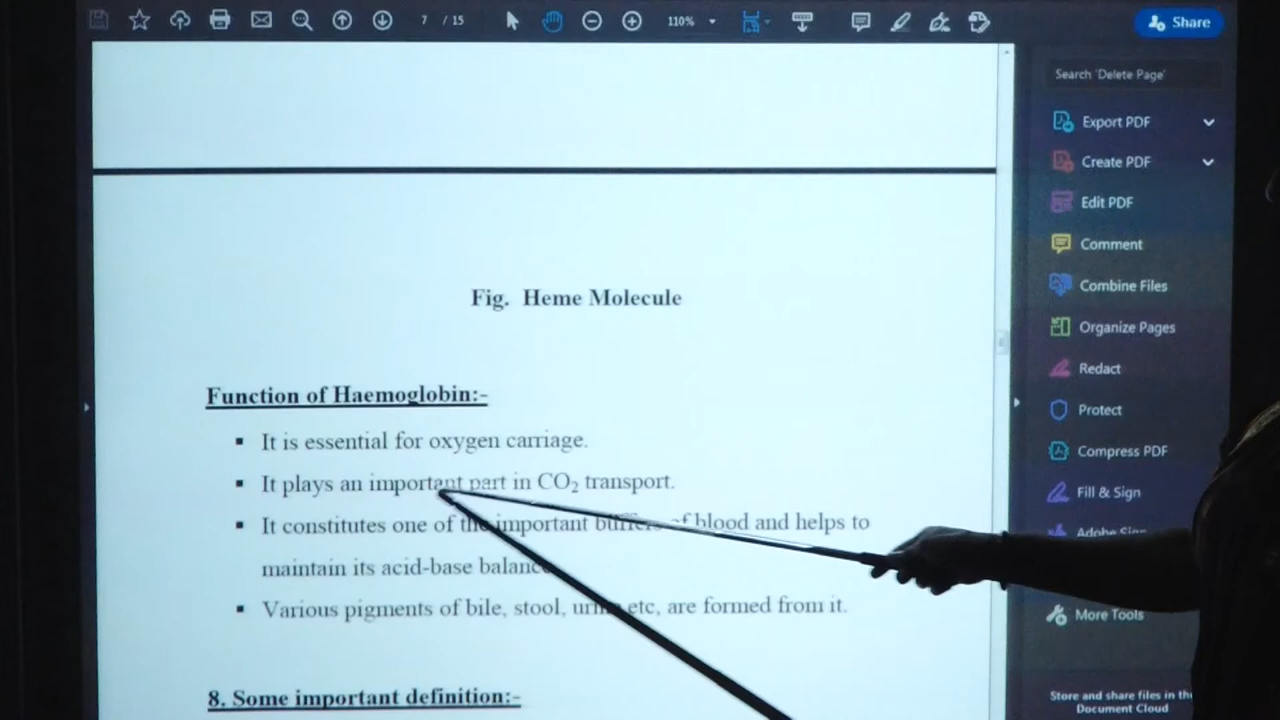 7 / 15
110%
Share
Search 'Delete Page'
Export PDF
Create PDF
Edit PDF
Comment
Combine Files
Organize Pages
Redact
Protect
Compress PDF
Fill & Sign
Adobe Sign
More Tools
Store and share files in the
Document Cloud
Fig. Heme Molecule
Function of Haemoglobin:-
▪ It is essential for oxygen carriage.
▪ It plays an important part in CO₂ transport.
▪ It constitutes one of the important buffers of blood and helps to
maintain its acid-base balance
▪ Various pigments of bile, stool, urine etc, are formed from it.
8. Some important definition:-